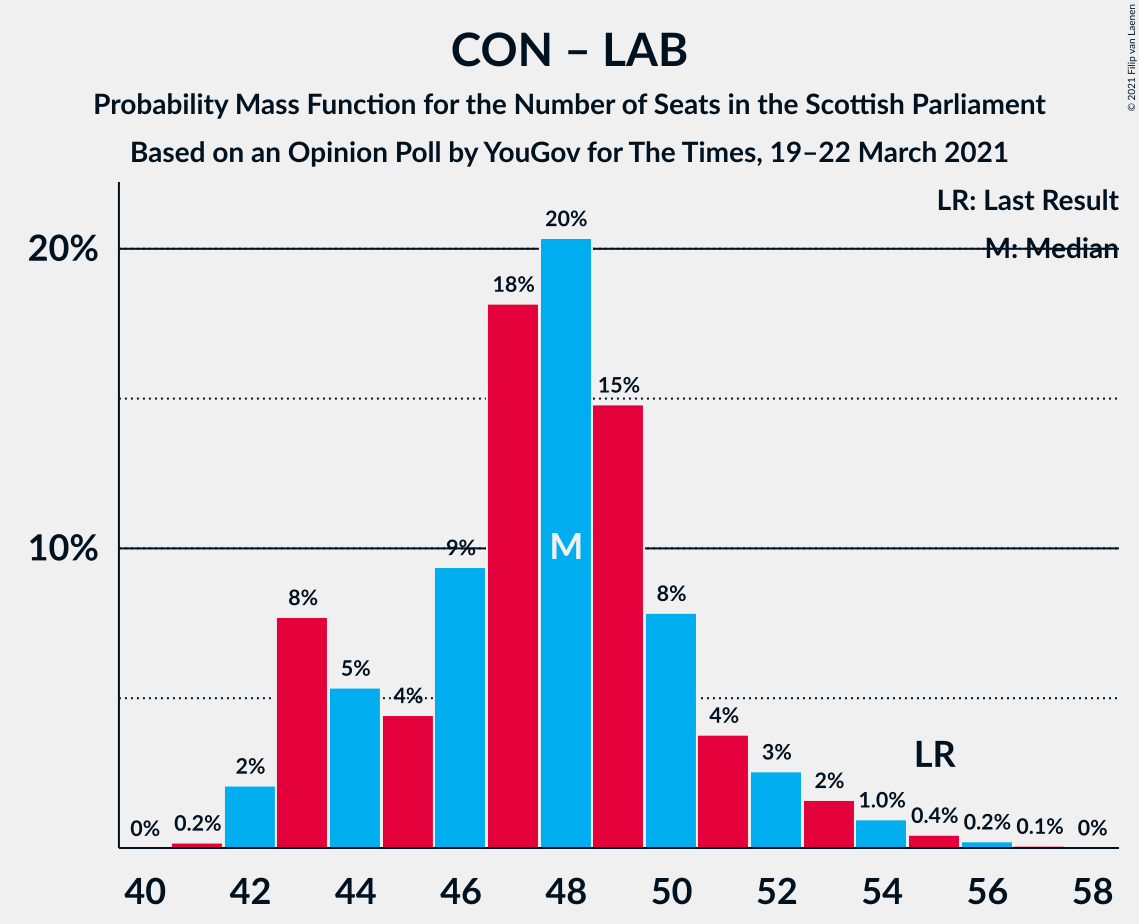 CON – LAB
Probability Mass Function for the Number of Seats in the Scottish Parliament
Based on an Opinion Poll by YouGov for The Times, 19–22 March 2021
© 2021 Filip van Laenen
LR: Last Result
M: Median
20%
10%
0%
0.2%
2%
8%
5%
4%
9%
18%
20%
15%
8%
4%
3%
2%
1.0%
0.4%
0.2%
0.1%
0%
M
LR
40 42 44 46 48 50 52 54 56 58